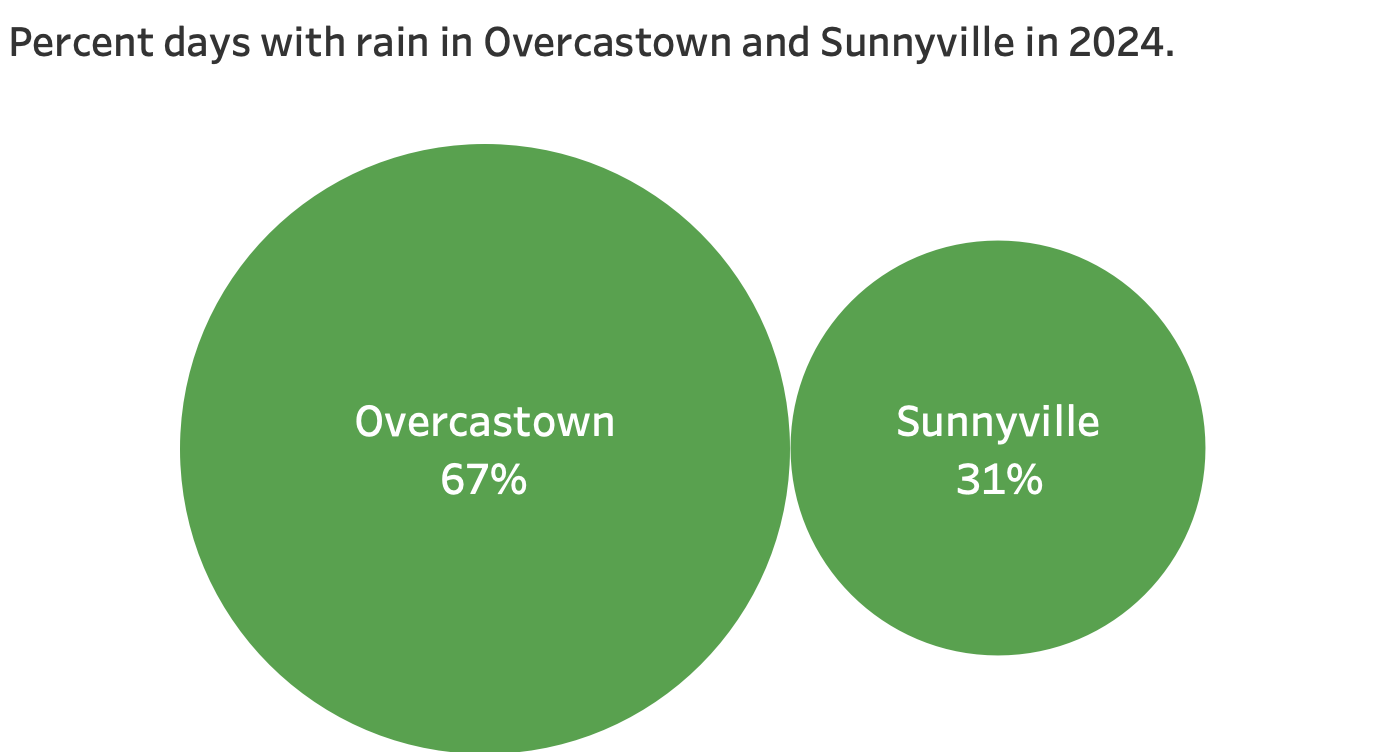 Percent days with rain in Overcastown and Sunnyville in 2024.
Overcastown
67%
Sunnyville
31%